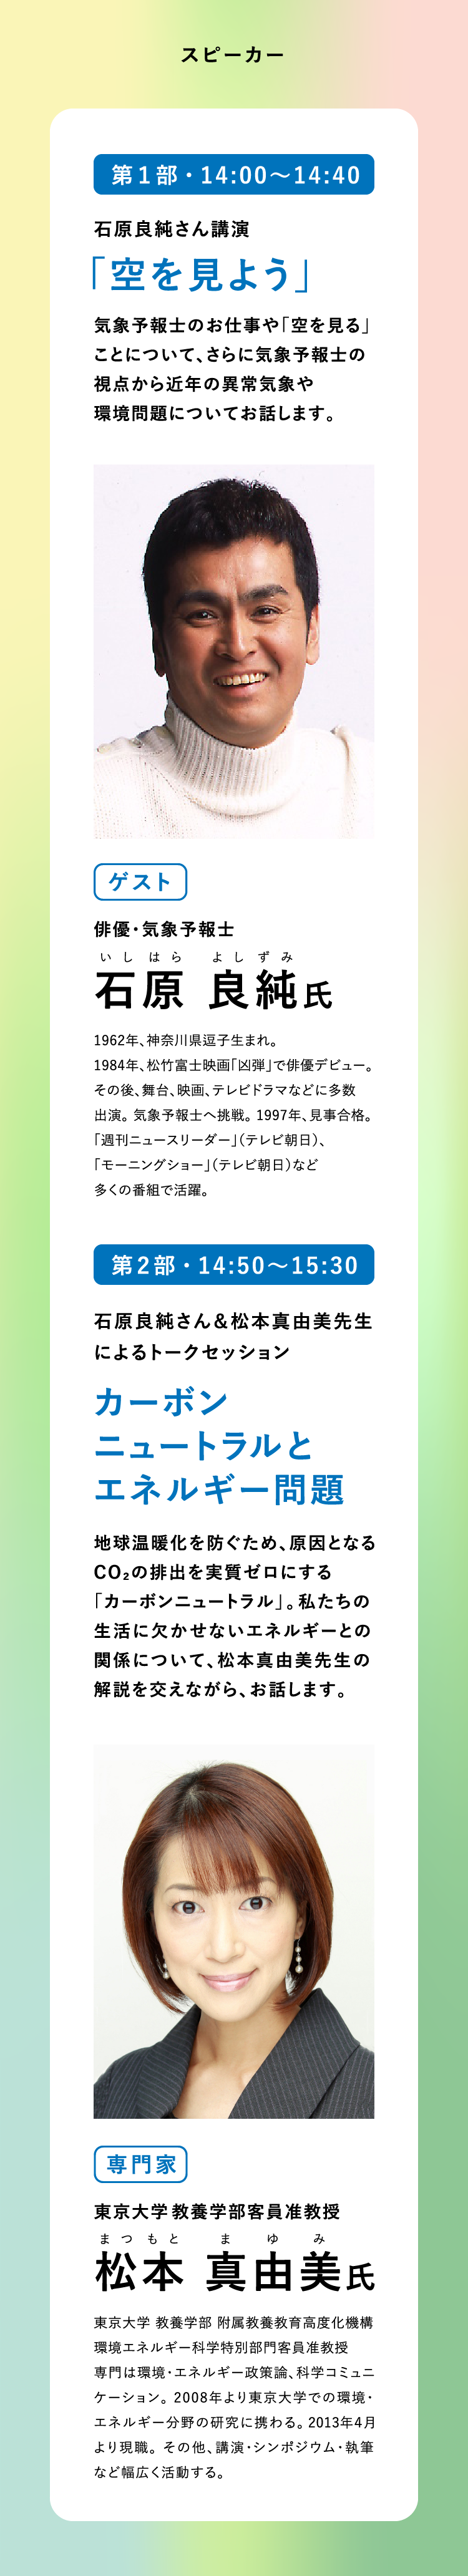 スピーカー
第1部・14:00〜14:40
石原良純さん講演
「空を見よう」
気象予報士のお仕事や「空を見る」
ことについて、さらに気象予報士の
視点から近年の異常気象や
環境問題についてお話します。
ゲスト
俳優・気象予報士
いしはら よしずみ
石原 良純氏
1962年、神奈川県逗子生まれ。
1984年、松竹富士映画「凶弾」で俳優デビュー。
その後、舞台、映画、テレビドラマなどに多数
出演。気象予報士へ挑戦。1997年、見事合格。
「週刊ニュースリーダー」（テレビ朝日）、
「モーニングショー」（テレビ朝日）など
多くの番組で活躍。
第2部・14:50〜15:30
石原良純さん＆松本真由美先生
によるトークセッション
カーボン
ニュートラルと
エネルギー問題
地球温暖化を防ぐため、原因となる
CO₂の排出を実質ゼロにする
「カーボンニュートラル」。私たちの
生活に欠かせないエネルギーとの
関係について、松本真由美先生の
解説を交えながら、お話します。
専門家
東京大学 教養学部客員准教授
まつもと まゆみ
松本 真由美氏
東京大学 教養学部 附属教養教育高度化機構
環境エネルギー科学特別部門客員准教授
専門は環境・エネルギー政策論、科学コミュニ
ケーション。2008年より東京大学での環境・
エネルギー分野の研究に携わる。2013年4月
より現職。その他、講演・シンポジウム・執筆
など幅広く活動する。